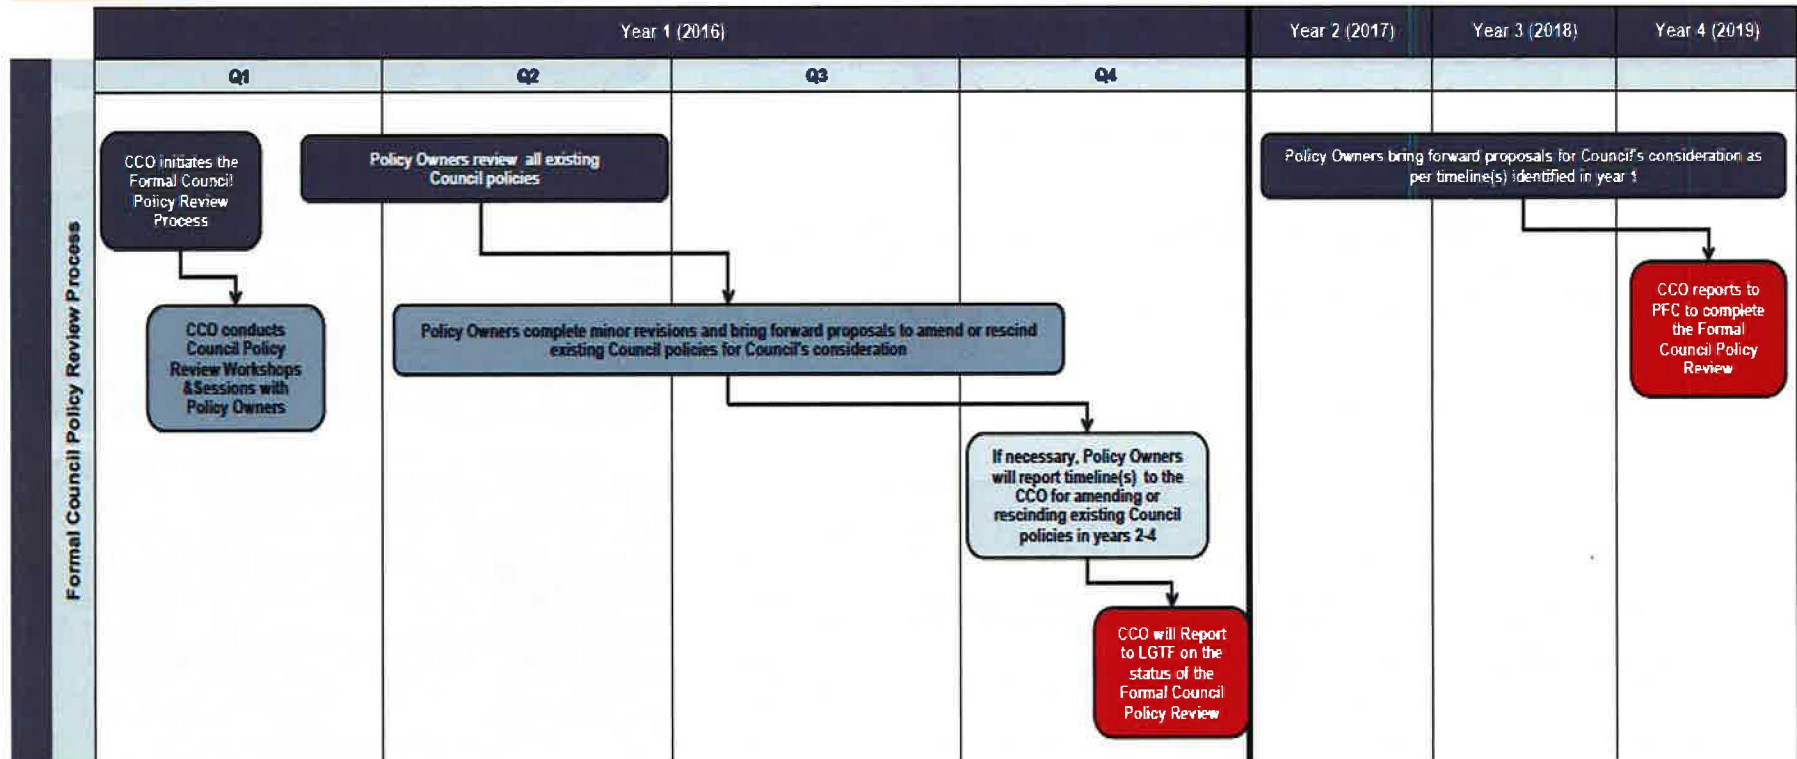 Year 1 (2016)
Year 2 (2017)
Year 3 (2018)
Year 4 (2019)
Q1
Q2
Q3
Q4
Formal Council Policy Review Process
CCO initiates the
Formal Council
Policy Review
Process
CCO conducts
Council Policy
Review Workshops
&Sessions with
Policy Owners
Policy Owners review all existing
Council policies
Policy Owners complete minor revisions and bring forward proposals to amend or rescind
existing Council policies for Council's consideration
If necessary, Policy Owners
will report timeline(s) to the
CCO for amending or
rescinding existing Council
policies in years 2-4
CCO will Report
to LGTF on the
status of the
Formal Council
Policy Review
Policy Owners bring forward proposals for Council's consideration as
per timeline(s) identified in year 1
CCO reports to
PFC to complete
the Formal
Council Policy
Review